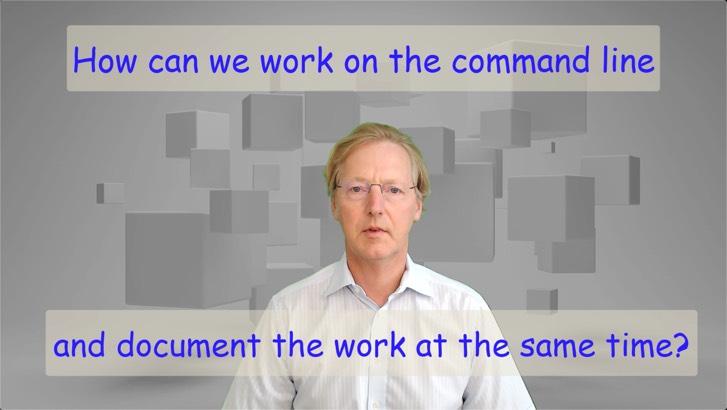 How can we work on the command line
and document the work at the same time?